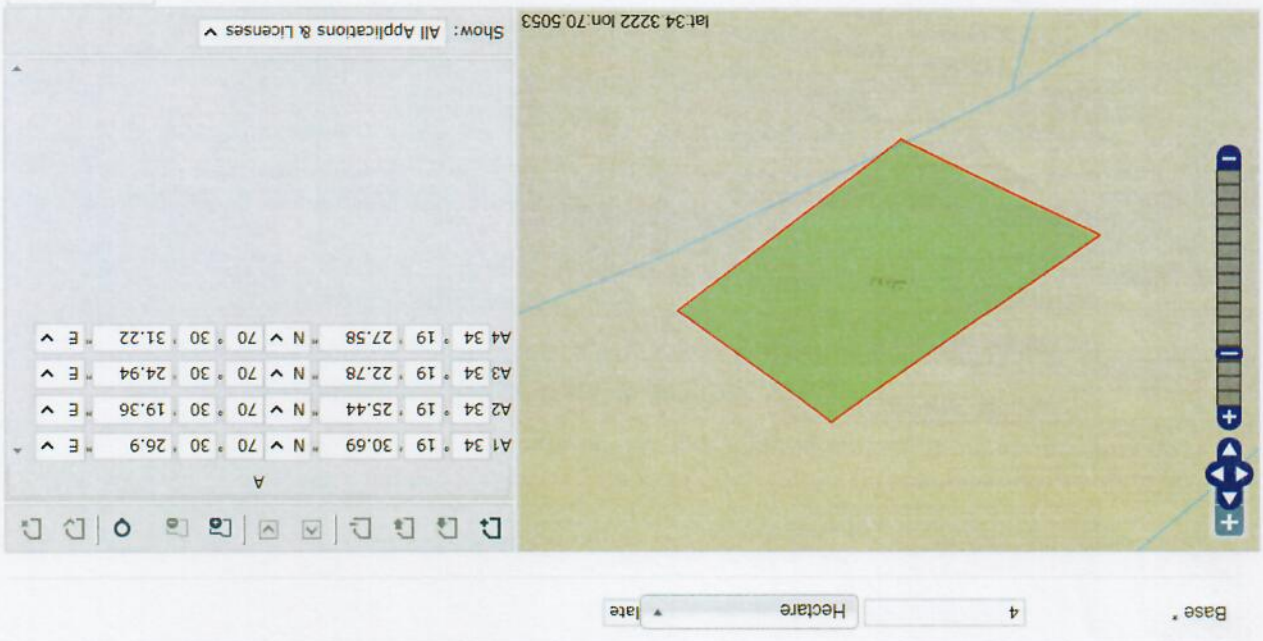 Base * 4 Hectare late
A
A1 34 ° 19 ' 30.69 " N 70 ° 30 ' 26.9 " E
A2 34 ° 19 ' 25.44 " N 70 ° 30 ' 19.36 " E
A3 34 ° 19 ' 22.78 " N 70 ° 30 ' 24.94 " E
A4 34 ° 19 ' 27.58 " N 70 ° 30 ' 31.22 " E
lat:34.3222 lon:70.5053
Show: All Applications & Licenses